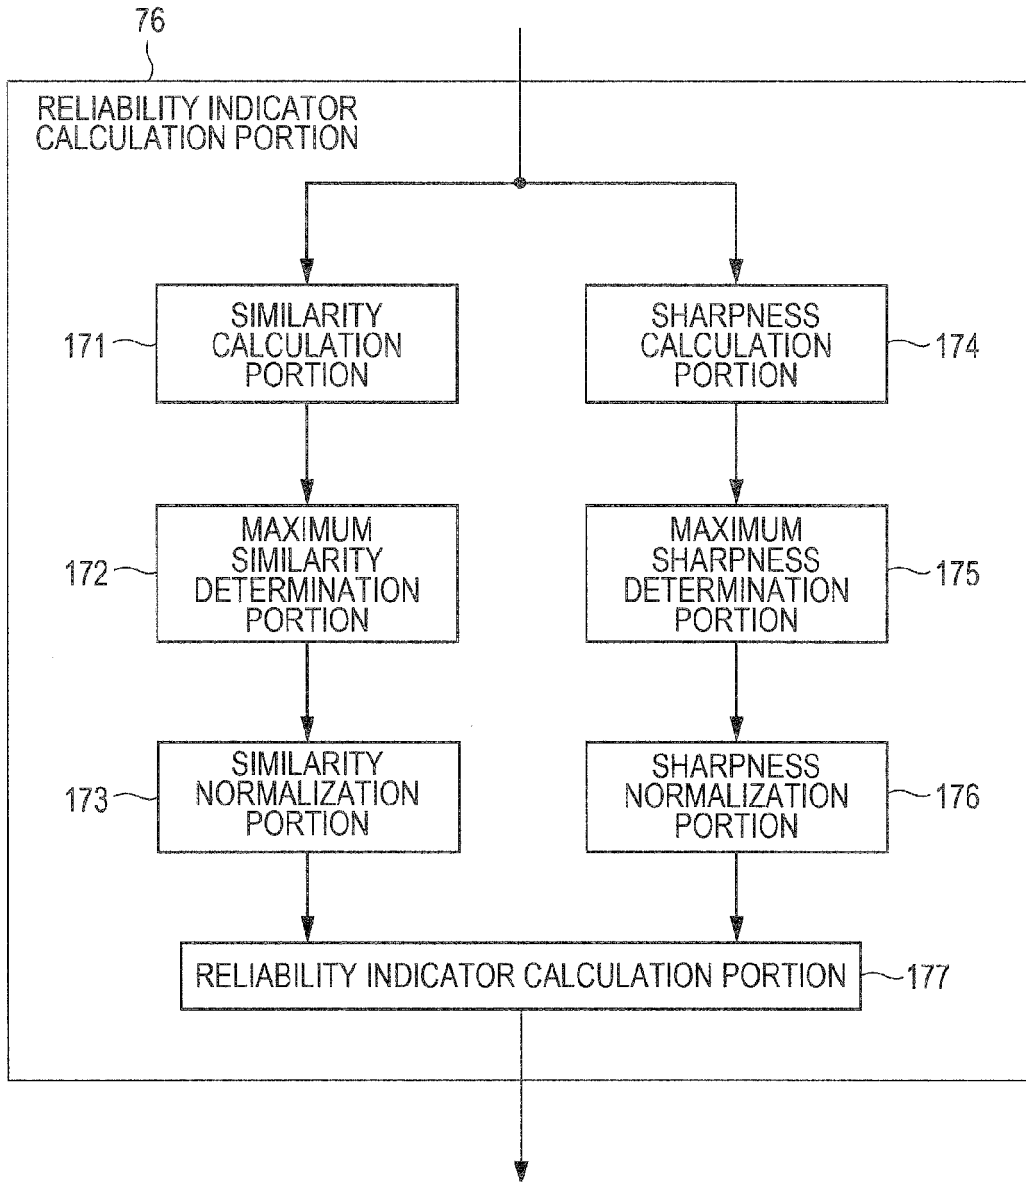 76
RELIABILITY INDICATOR
CALCULATION PORTION
SIMILARITY
CALCULATION
PORTION
171
SHARPNESS
CALCULATION
PORTION
174
MAXIMUM
SIMILARITY
DETERMINATION
PORTION
172
MAXIMUM
SHARPNESS
DETERMINATION
PORTION
175
SIMILARITY
NORMALIZATION
PORTION
173
SHARPNESS
NORMALIZATION
PORTION
176
RELIABILITY INDICATOR CALCULATION PORTION
177